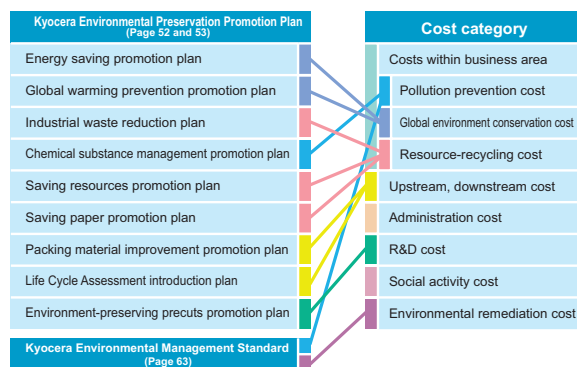 Kyocera Environmental Preservation Promotion Plan
(Page 52 and 53)
Energy saving promotion plan
Global warming prevention promotion plan
Industrial waste reduction plan
Chemical substance management promotion plan
Saving resources promotion plan
Saving paper promotion plan
Packing material improvement promotion plan
Life Cycle Assessment introduction plan
Environment-preserving precuts promotion plan
Kyocera Environmental Management Standard
(Page 63)
Cost category
Costs within business area
Pollution prevention cost
Global environment conservation cost
Resource-recycling cost
Upstream, downstream cost
Administration cost
R&D cost
Social activity cost
Environmental remediation cost